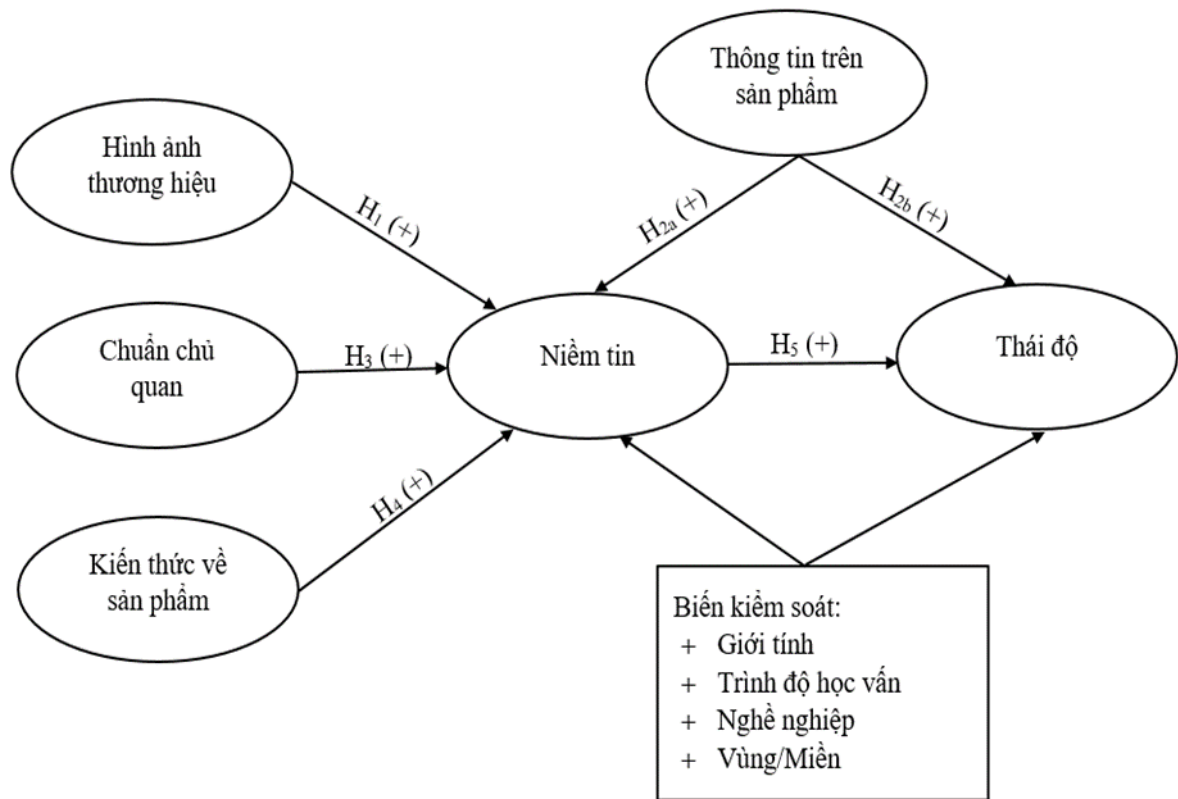 Thông tin trên
sản phẩm
Hình ảnh
thương hiệu
H₁ (+)
H₂ₐ (+)
H₂b (+)
Chuẩn chủ
quan
H₃ (+)
Niềm tin
H₅ (+)
Thái độ
H₄ (+)
Kiến thức về
sản phẩm
Biến kiểm soát:
+ Giới tính
+ Trình độ học vấn
+ Nghề nghiệp
+ Vùng/Miền